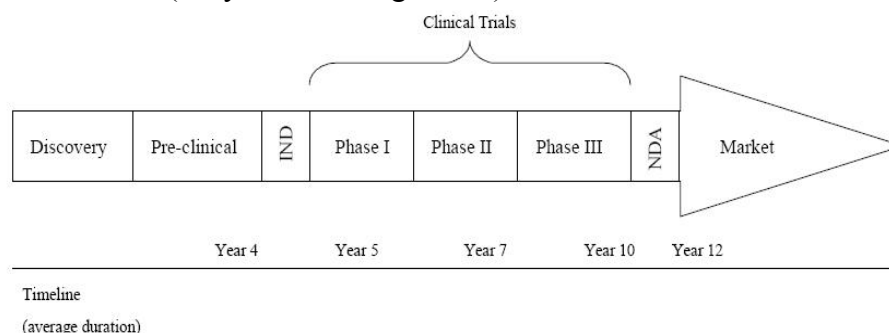 Clinical Trials
Discovery
Pre-clinical
IND
Phase I
Phase II
Phase III
NDA
Market
Year 4
Year 5
Year 7
Year 10
Year 12
Timeline
(average duration)